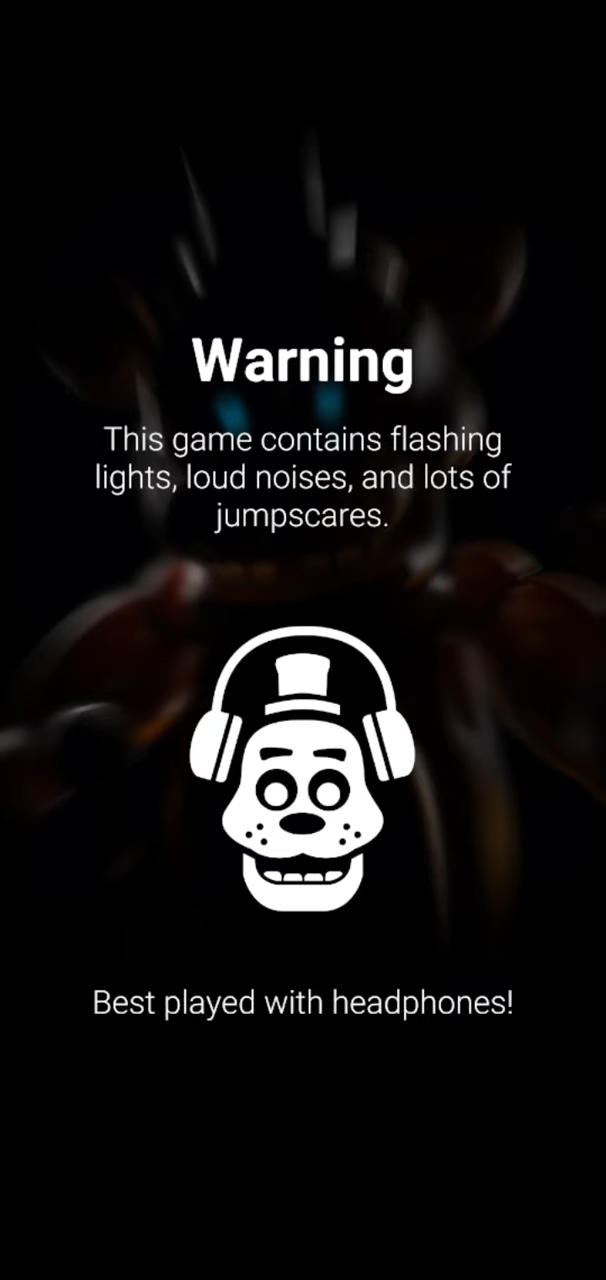 Warning
This game contains flashing
lights, loud noises, and lots of
jumpscares.
Best played with headphones!